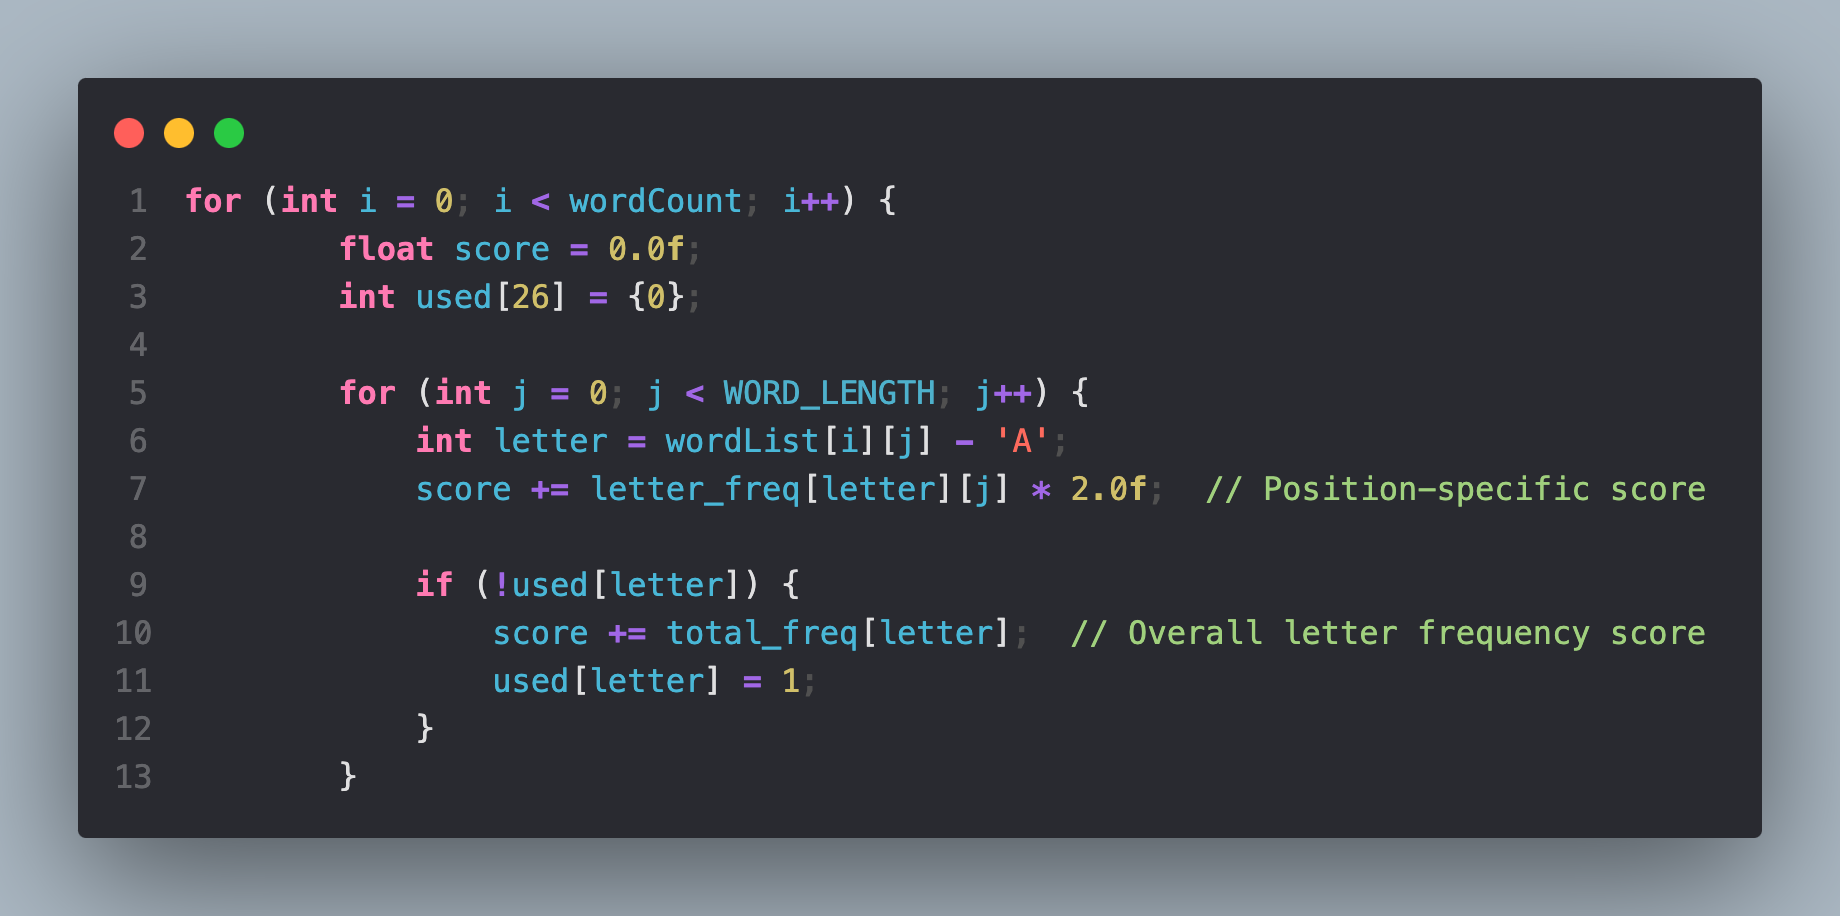 1 for (int i = 0; i < wordCount; i++) {
2         float score = 0.0f;
3         int used[26] = {0};
4
5         for (int j = 0; j < WORD_LENGTH; j++) {
6             int letter = wordList[i][j] - 'A';
7             score += letter_freq[letter][j] * 2.0f;  // Position-specific score
8
9             if (!used[letter]) {
10                 score += total_freq[letter];  // Overall letter frequency score
11                 used[letter] = 1;
12             }
13         }